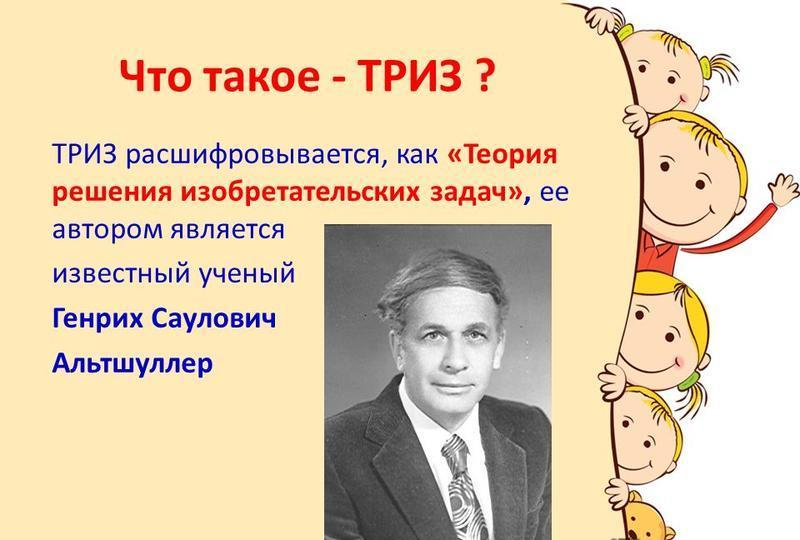 Что такое - ТРИЗ ?
ТРИЗ расшифровывается, как «Теория
решения изобретательских задач», ее
автором является
известный ученый
Генрих Саулович
Альтшуллер